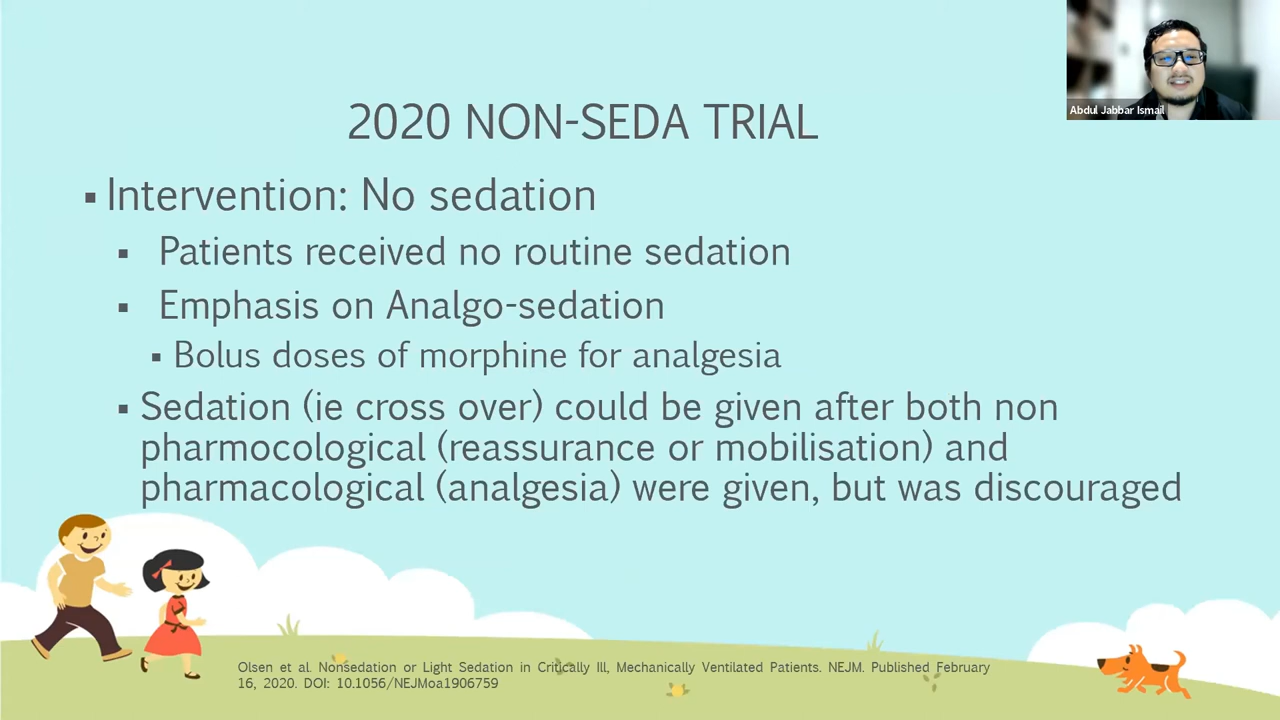 Abdul Jabbar Ismail
2020 NON-SEDA TRIAL
▪ Intervention: No sedation
▪ Patients received no routine sedation
▪ Emphasis on Analgo-sedation
▪ Bolus doses of morphine for analgesia
▪ Sedation (ie cross over) could be given after both non
pharmocological (reassurance or mobilisation) and
pharmacological (analgesia) were given, but was discouraged
Olsen et al. Nonsedation or Light Sedation in Critically Ill, Mechanically Ventilated Patients. NEJM. Published February
16, 2020. DOI: 10.1056/NEJMoa1906759